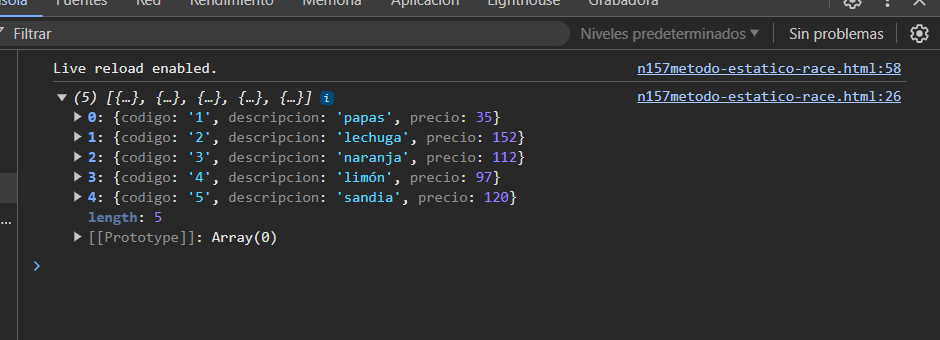 Fuentes Red Rendimiento Memoria Aplicación Lighthouse Grabadora
Filtrar Niveles predeterminados ▼ Sin problemas
Live reload enabled. n157metodo-estatico-race.html:58
▼ (5) [{…}, {…}, {…}, {…}, {…}] i n157metodo-estatico-race.html:26
▶ 0: {codigo: '1', descripcion: 'papas', precio: 35}
▶ 1: {codigo: '2', descripcion: 'lechuga', precio: 152}
▶ 2: {codigo: '3', descripcion: 'naranja', precio: 112}
▶ 3: {codigo: '4', descripcion: 'limón', precio: 97}
▶ 4: {codigo: '5', descripcion: 'sandia', precio: 120}
length: 5
...
▶ [[Prototype]]: Array(0)
>